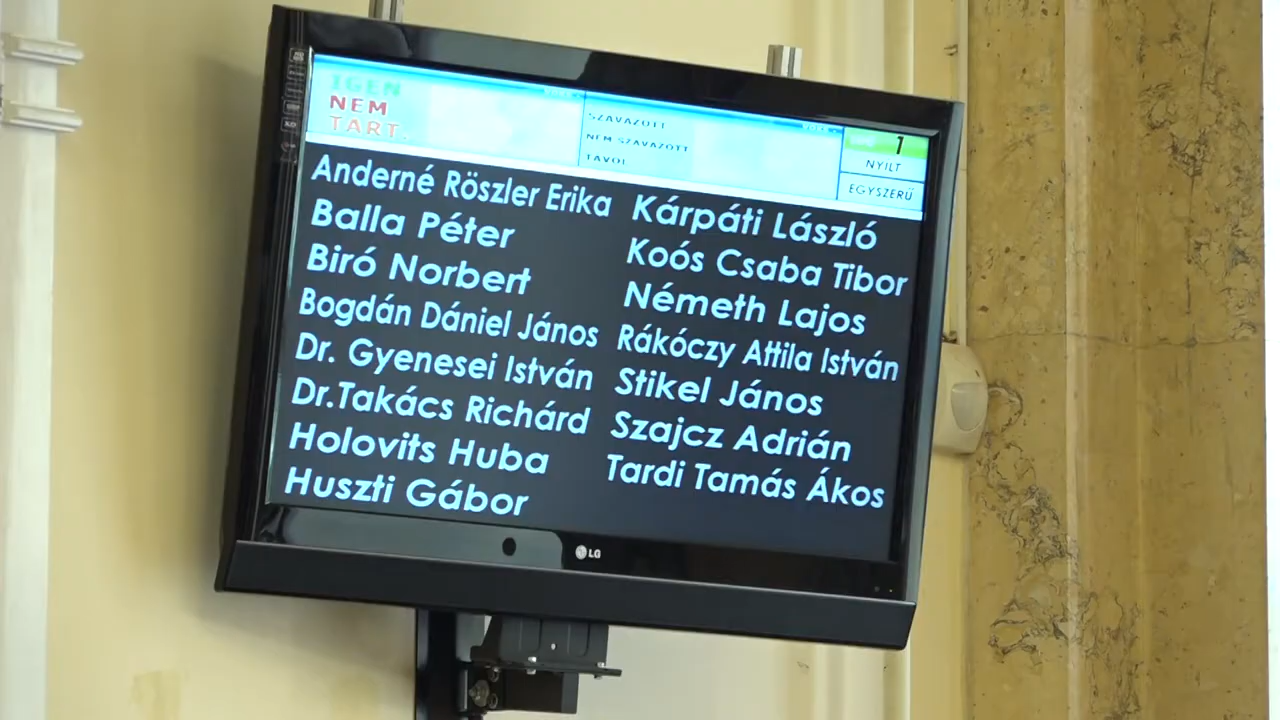 IGEN
NEM
TART.
SZAVAZOTT
NEM SZAVAZOTT
TÁVOL
1
NYILT
EGYSZERŰ
Anderné Röszler Erika
Balla Péter
Biró Norbert
Bogdán Dániel János
Dr. Gyenesei István
Dr.Takács Richárd
Holovits Huba
Huszti Gábor
Kárpáti László
Koós Csaba Tibor
Németh Lajos
Rákóczy Attila István
Stikel János
Szajcz Adrián
Tardi Tamás Ákos
LG